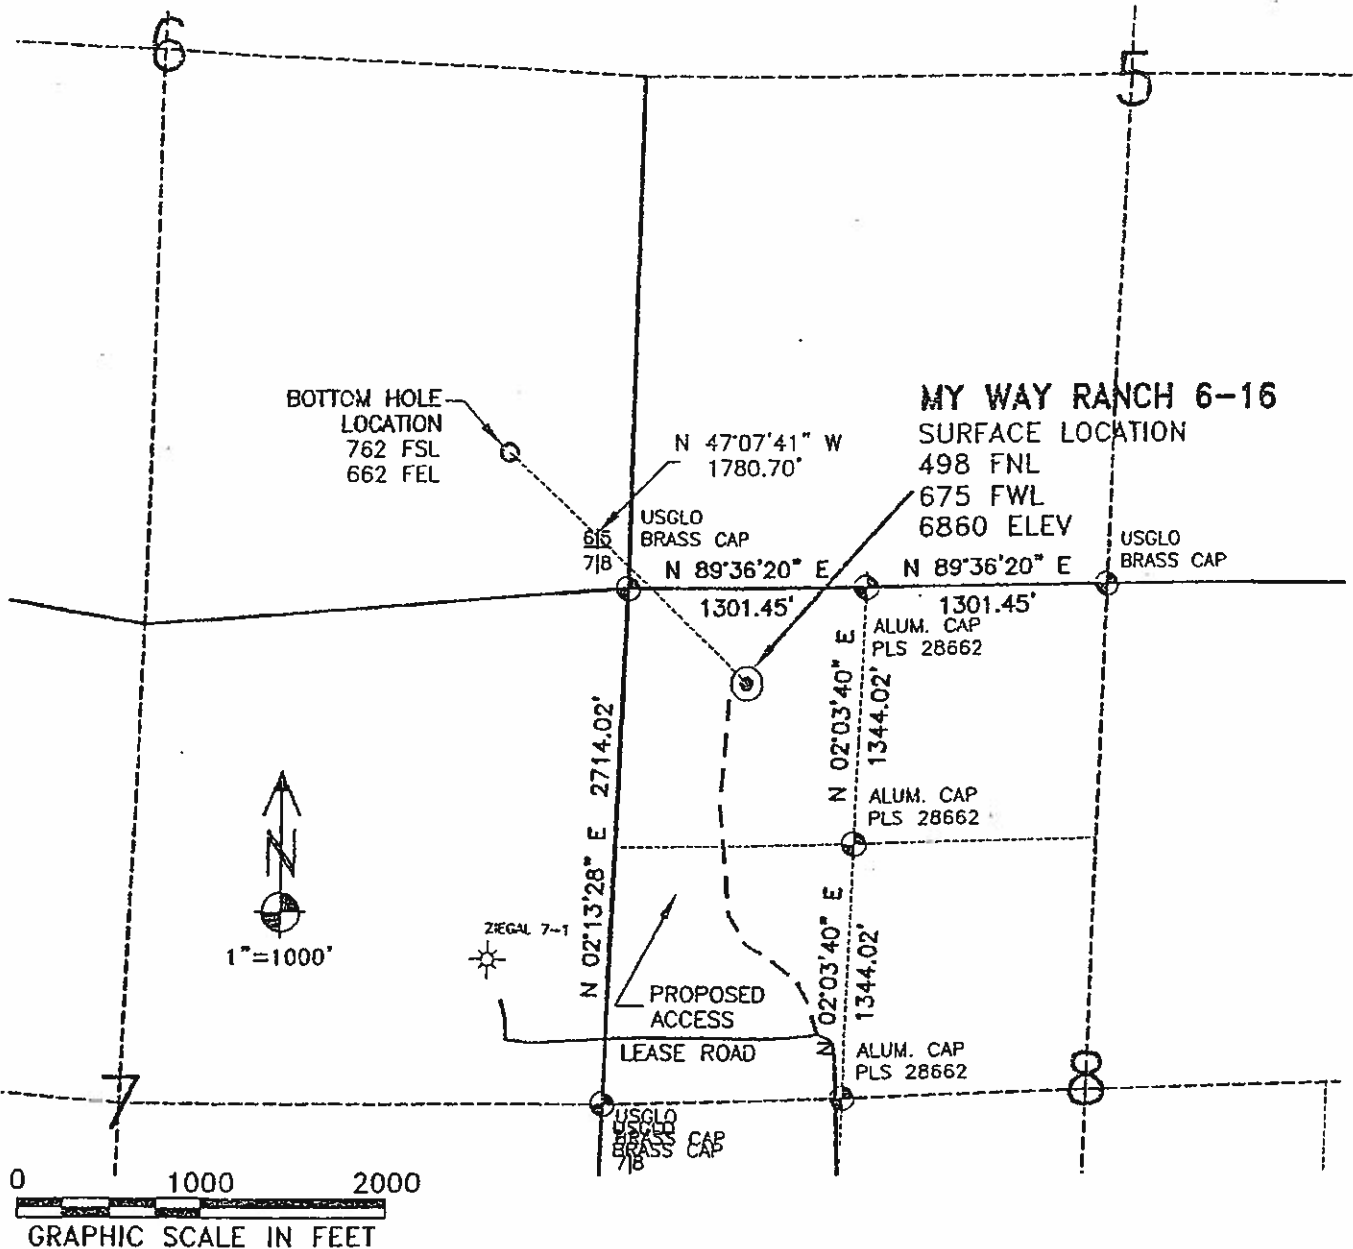 6
5
BOTTOM HOLE
LOCATION
762 FSL
662 FEL
N 47°07'41" W
1780.70'
MY WAY RANCH 6-16
SURFACE LOCATION
498 FNL
675 FWL
6860 ELEV
USGLO
BRASS CAP
6|5
7|8
USGLO
BRASS CAP
N 89°36'20" E
1301.45'
N 89°36'20" E
1301.45'
ALUM. CAP
PLS 28662
N 02°03'40" E
1344.02'
N 02°13'28" E 2714.02'
ALUM. CAP
PLS 28662
N 02°03'40" E
1344.02'
N
1"=1000'
ZIEGAL 7-1
PROPOSED
ACCESS
LEASE ROAD
ALUM. CAP
PLS 28662
7
8
USGLO
USGLO
BRASS CAP
BRASS CAP
7|8
0 1000 2000
GRAPHIC SCALE IN FEET